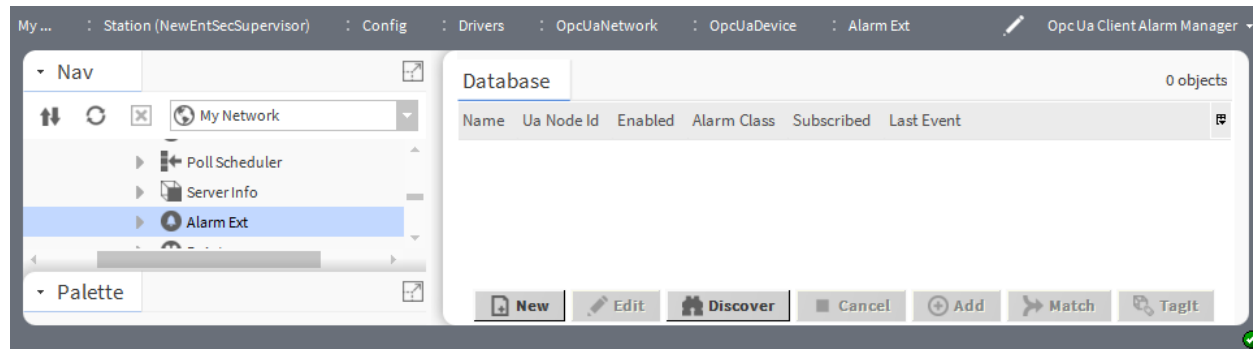 My ... : Station (NewEntSecSupervisor) : Config : Drivers : OpcUaNetwork : OpcUaDevice : Alarm Ext OpcUa Client Alarm Manager
Nav
My Network
Poll Scheduler
Server Info
Alarm Ext
Palette
Database 0 objects
Name Ua Node Id Enabled Alarm Class Subscribed Last Event
New Edit Discover Cancel Add Match TagIt